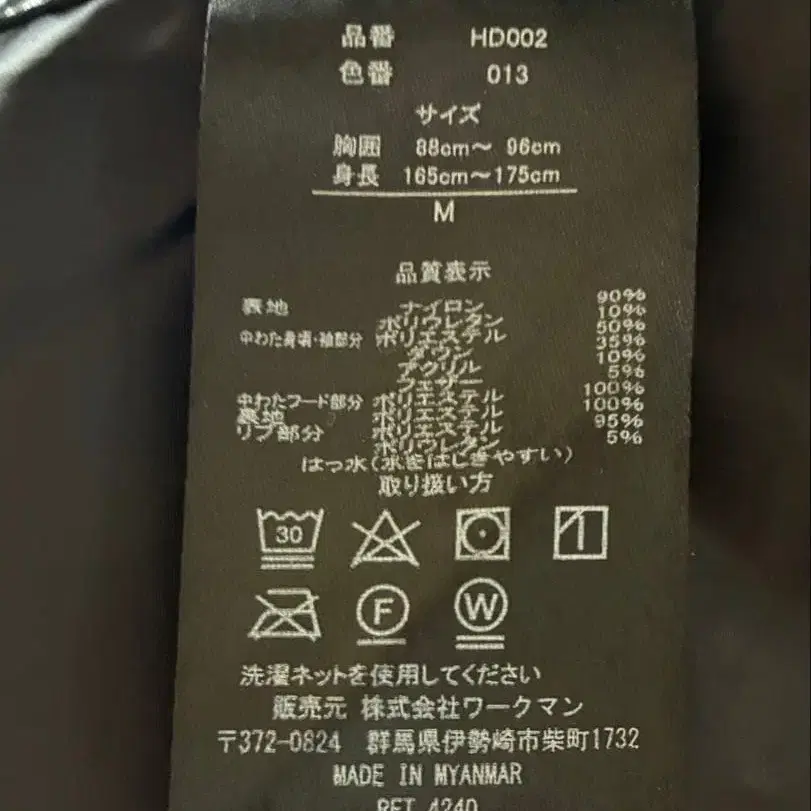 品番 HD002
色番 013
サイズ
胸囲 88cm～ 96cm
身長 165cm～175cm
M
品質表示
表地 ナイロン 90%
ポリウレタン 10%
中わた身頃・袖部分 ポリエステル 50%
ダウン 35%
アクリル 10%
フェザー 5%
中わたフード部分 ポリエステル 100%
裏地 ポリエステル 100%
リブ部分 ポリエステル 95%
ポリウレタン 5%
はっ水(水をはじきやすい)
取り扱い方
30
F W
洗濯ネットを使用してください
販売元 株式会社ワークマン
〒372-0824 群馬県伊勢崎市柴町1732
MADE IN MYANMAR
RET 4240